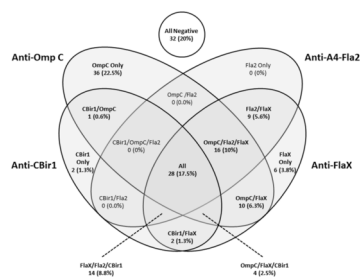 All Negative
32 (20%)
Anti-Omp C
Anti-A4-Fla2
OmpC Only
36 (22.5%)
Fla2 Only
0 (0%)
OmpC /Fla2
0 (0.0%)
CBir1/OmpC
1 (0.6%)
Fla2/FlaX
9 (5.6%)
Anti-CBir1
Anti-FlaX
CBir1/OmpC/Fla2
0 (0%)
OmpC/Fla2/FlaX
16 (10%)
CBir1
Only
2 (1.3%)
All
28 (17.5%)
FlaX
Only
6 (1.8%)
CBir1/Fla2
0 (0.0%)
OmpC/FlaX
10 (6.3%)
CBir1/FlaX
2 (1.3%)
FlaX/Fla2/CBir1
14 (8.8%)
OmpC/FlaX/CBir1
4 (2.5%)